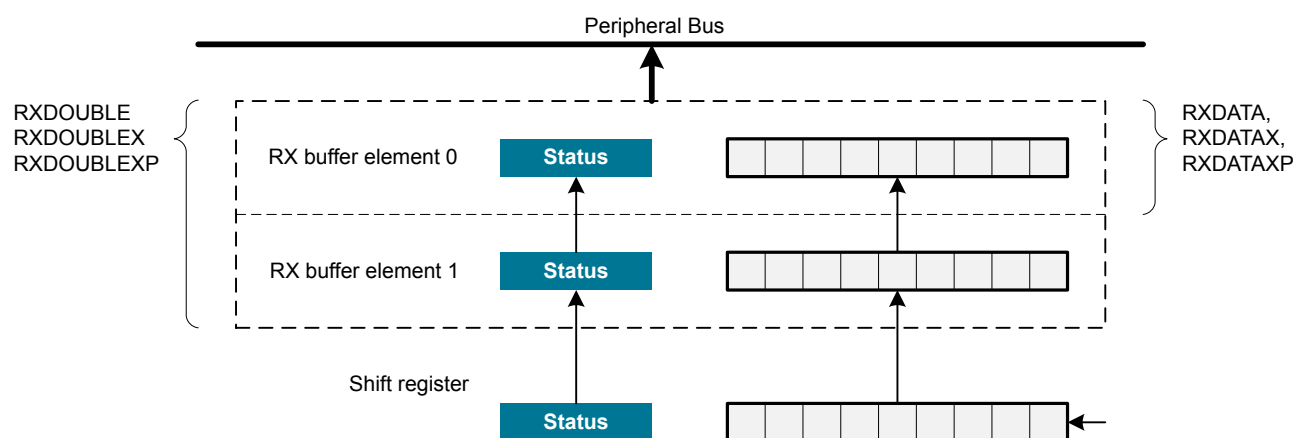 Peripheral Bus
RXDOUBLE
RXDOUBLEX
RXDOUBLEXP
RX buffer element 0
Status
RXDATA,
RXDATAX,
RXDATAXP
RX buffer element 1
Status
Shift register
Status